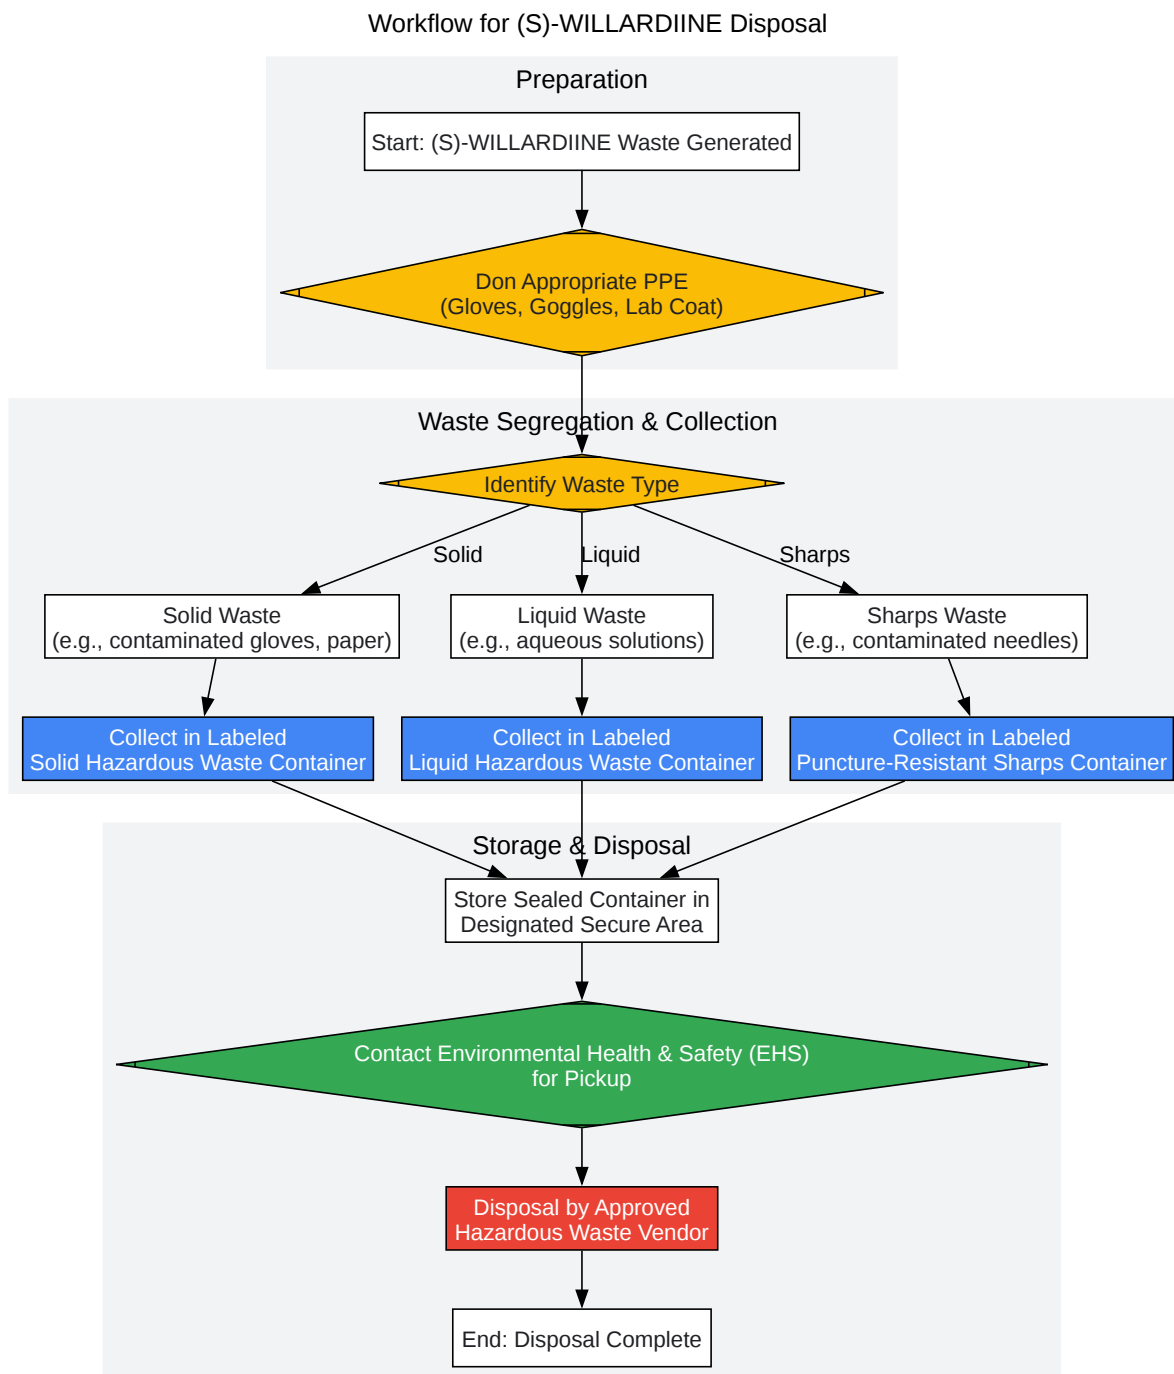 Workflow for (S)-WILLARDIINE Disposal
Preparation
Start: (S)-WILLARDIINE Waste Generated
Don Appropriate PPE
(Gloves, Goggles, Lab Coat)
Waste Segregation & Collection
Identify Waste Type
Solid
Liquid
Sharps
Solid Waste
(e.g., contaminated gloves, paper)
Liquid Waste
(e.g., aqueous solutions)
Sharps Waste
(e.g., contaminated needles)
Collect in Labeled
Solid Hazardous Waste Container
Collect in Labeled
Liquid Hazardous Waste Container
Collect in Labeled
Puncture-Resistant Sharps Container
Storage & Disposal
Store Sealed Container in
Designated Secure Area
Contact Environmental Health & Safety (EHS)
for Pickup
Disposal by Approved
Hazardous Waste Vendor
End: Disposal Complete